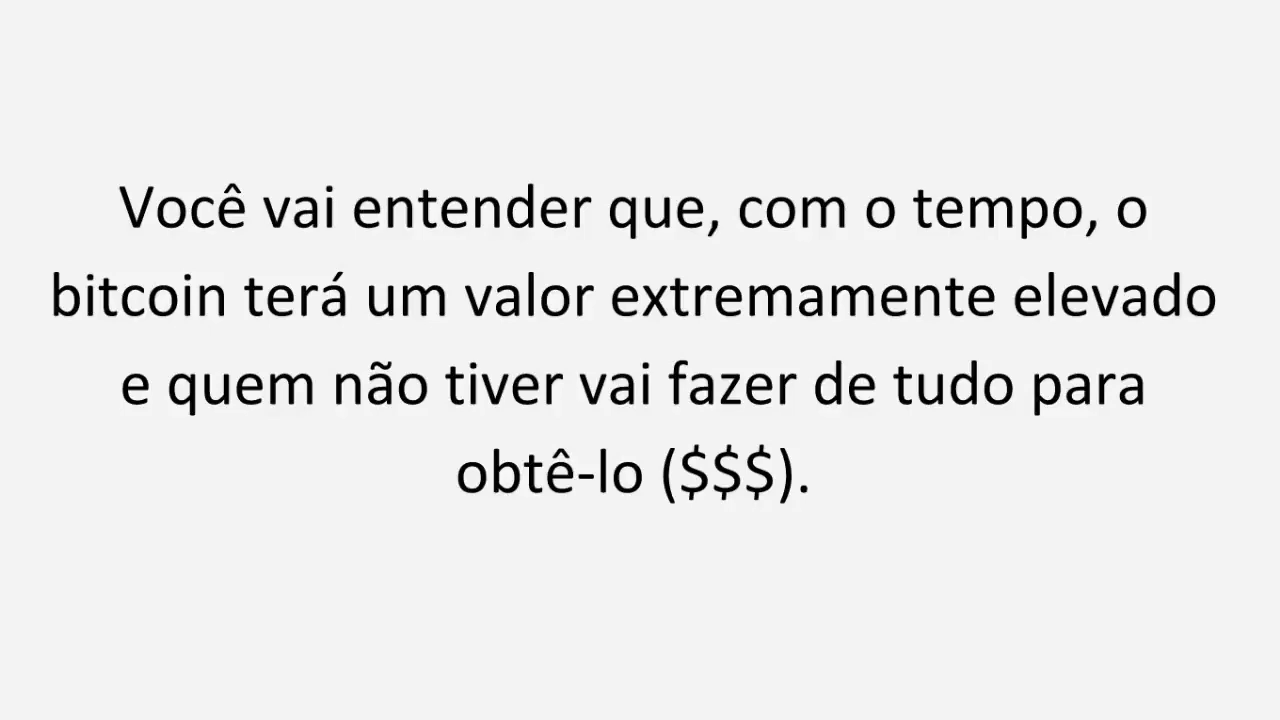 Você vai entender que, com o tempo, o
bitcoin terá um valor extremamente elevado
e quem não tiver vai fazer de tudo para
obtê-lo ($$$).